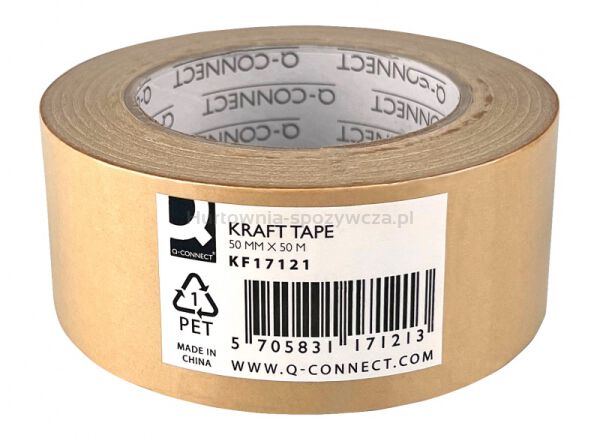 Q-CONNECT
Q-CONNECT
Q-CONNECT
Q-CONNECT
Q-CONNECT
Hurtownia-spozywcza.pl
Q-CONNECT
KRAFT TAPE
50 MM X 50 M
KF17121
1
PET
MADE IN
CHINA
5 705831 171213
WWW.Q-CONNECT.COM